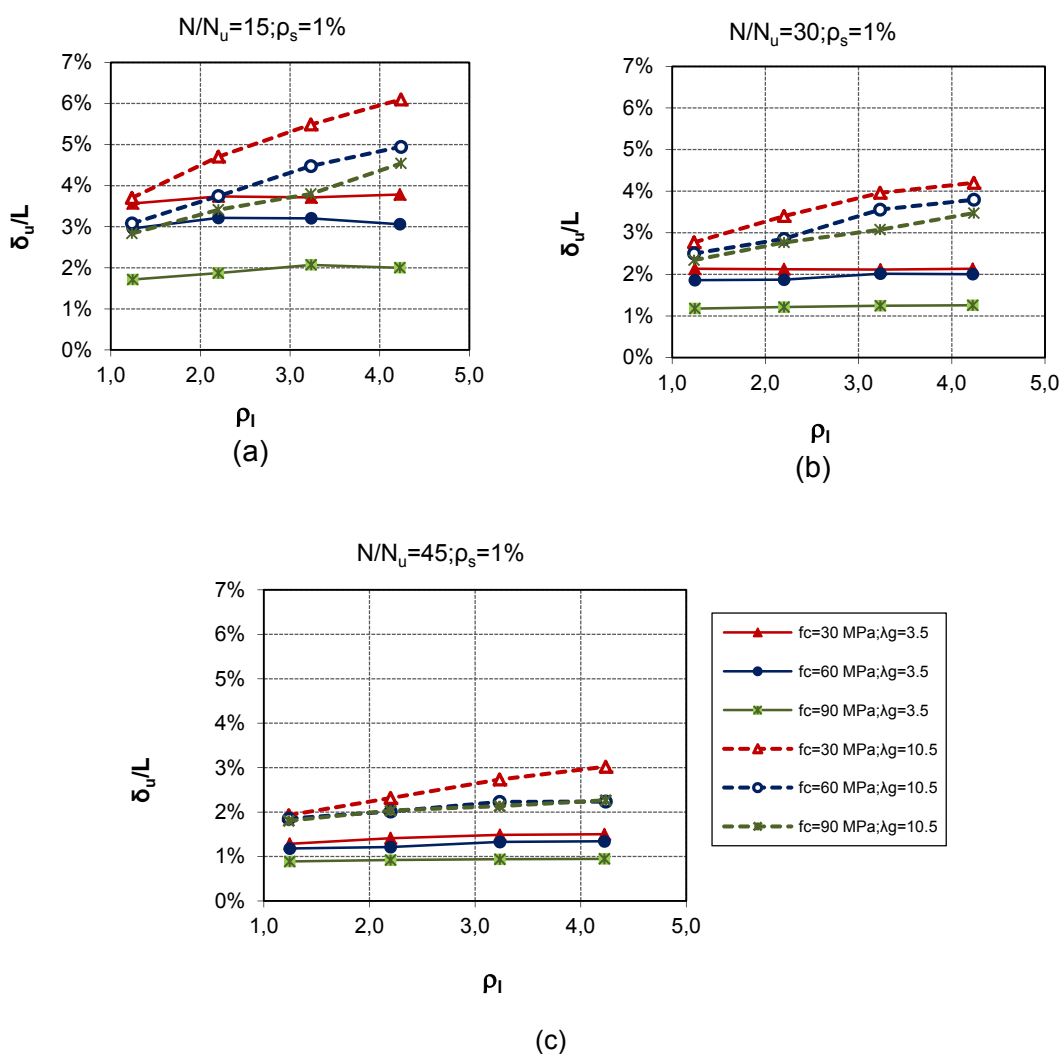 N/Nu=15;ρs=1%
7%
6%
5%
4%
3%
2%
1%
0%
δu/L
1,0 2,0 3,0 4,0 5,0
ρl
(a)
N/Nu=30;ρs=1%
7%
6%
5%
4%
3%
2%
1%
0%
δu/L
1,0 2,0 3,0 4,0 5,0
ρl
(b)
N/Nu=45;ρs=1%
7%
6%
5%
4%
3%
2%
1%
0%
δu/L
1,0 2,0 3,0 4,0 5,0
ρl
fc=30 MPa;λg=3.5
fc=60 MPa;λg=3.5
fc=90 MPa;λg=3.5
fc=30 MPa;λg=10.5
fc=60 MPa;λg=10.5
fc=90 MPa;λg=10.5
(c)